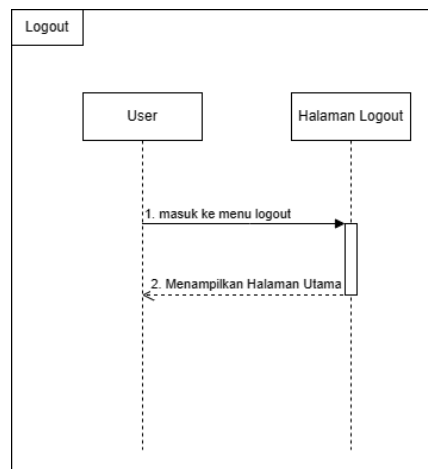 Logout
User
Halaman Logout
1. masuk ke menu logout
2. Menampilkan Halaman Utama